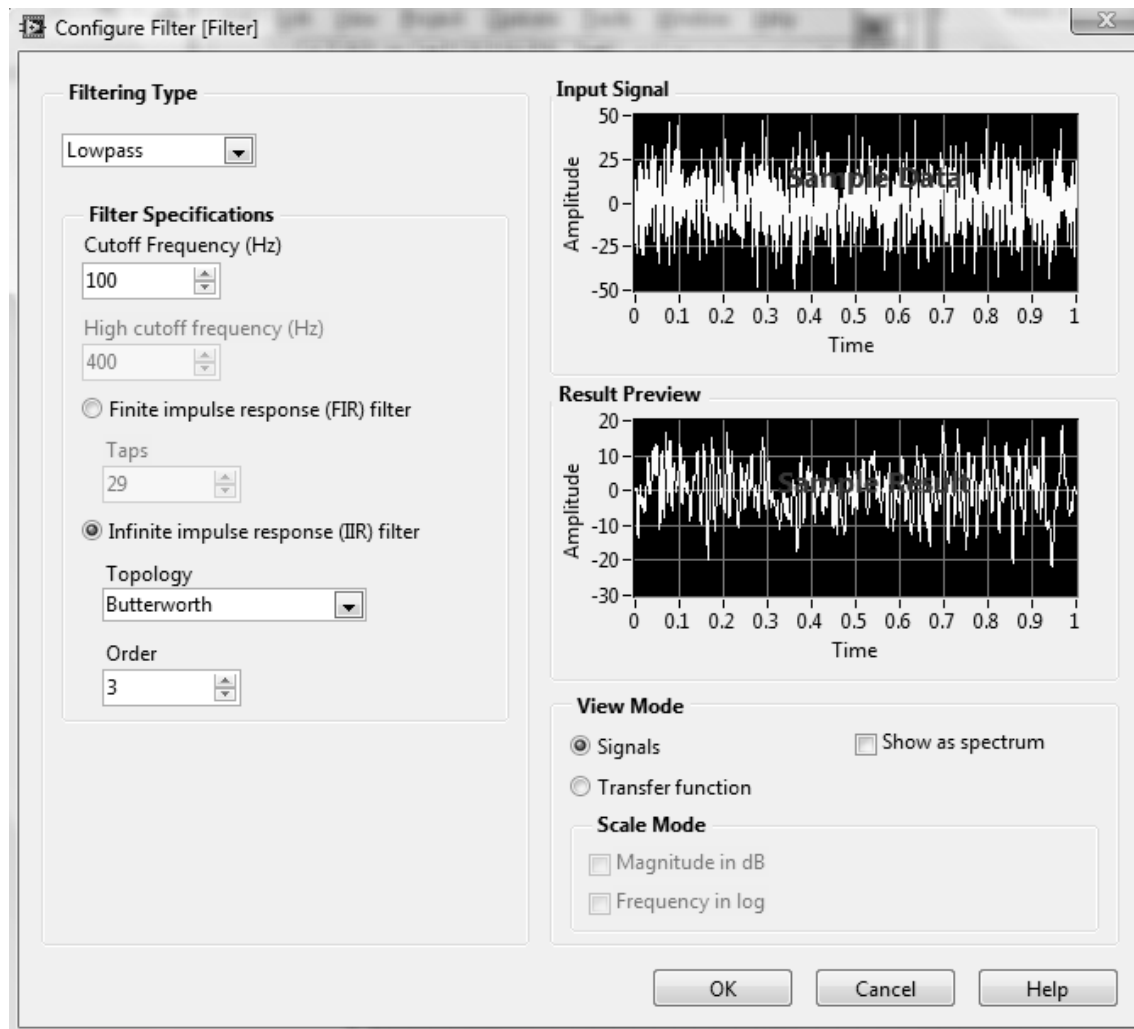 Configure Filter [Filter]
Filtering Type
Lowpass
Filter Specifications
Cutoff Frequency (Hz)
100
High cutoff frequency (Hz)
400
Finite impulse response (FIR) filter
Taps
29
Infinite impulse response (IIR) filter
Topology
Butterworth
Order
3
Input Signal
50
25
0
-25
-50
Amplitude
Sample Data
0 0.1 0.2 0.3 0.4 0.5 0.6 0.7 0.8 0.9 1
Time
Result Preview
20
10
0
-10
-20
-30
Amplitude
Sample Result
0 0.1 0.2 0.3 0.4 0.5 0.6 0.7 0.8 0.9 1
Time
View Mode
Signals
Show as spectrum
Transfer function
Scale Mode
Magnitude in dB
Frequency in log
OK
Cancel
Help